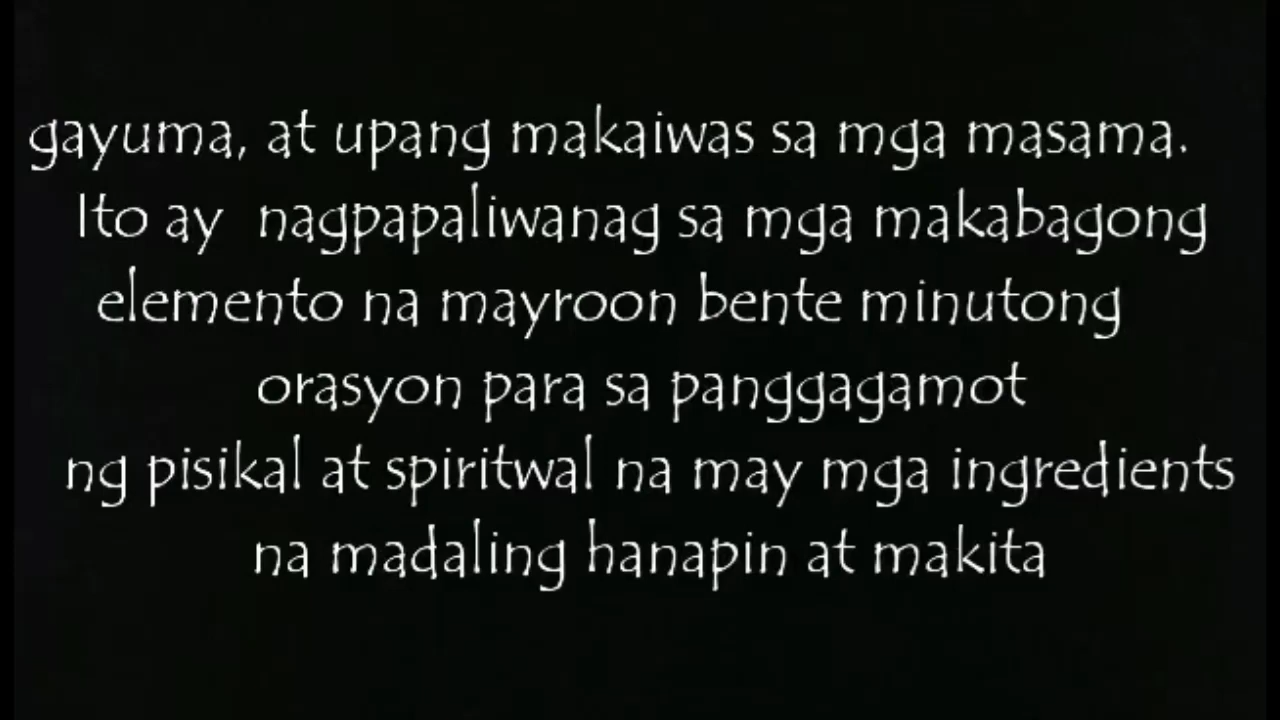 gayuma, at upang makaiwas sa mga masama.
Ito ay nagpapaliwanag sa mga makabagong
elemento na mayroon bente minutong
orasyon para sa panggagamot
ng pisikal at spiritwal na may mga ingredients
na madaling hanapin at makita